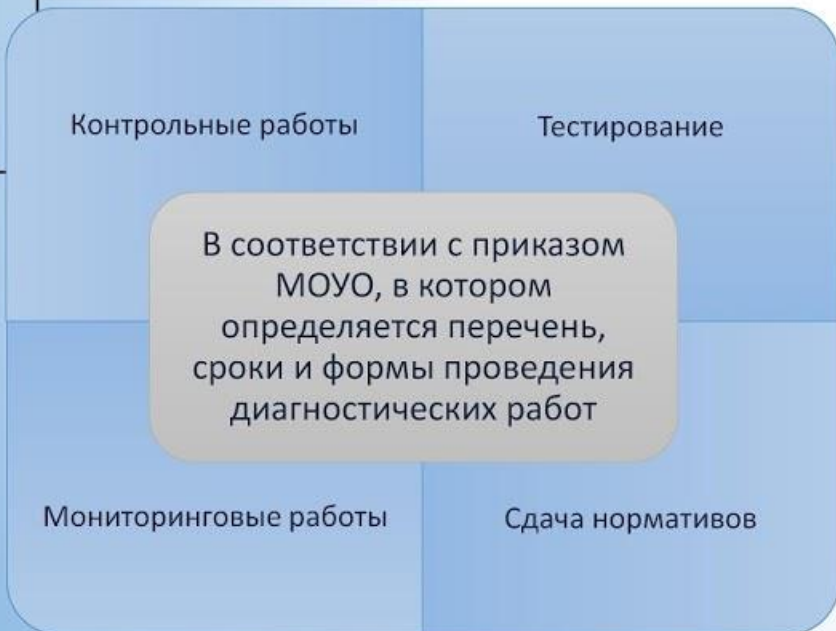 Контрольные работы
Тестирование
В соответствии с приказом
МОУО, в котором
определяется перечень,
сроки и формы проведения
диагностических работ
Мониторинговые работы
Сдача нормативов